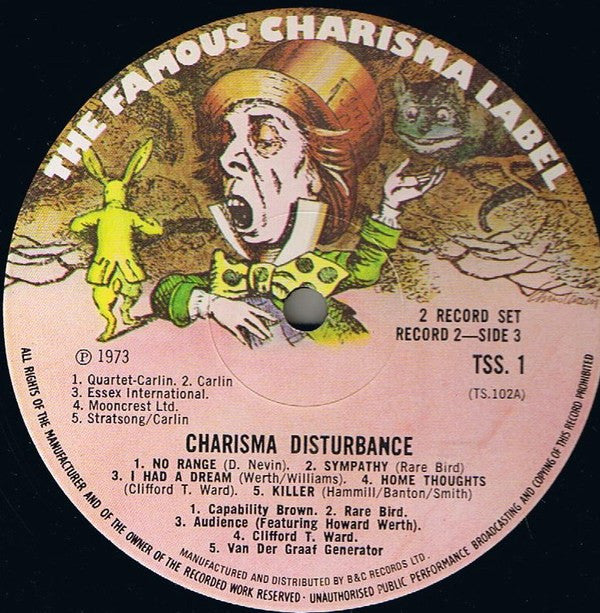 THE FAMOUS CHARISMA LABEL
2 RECORD SET
RECORD 2—SIDE 3
TSS. 1
(TS.102A)
Ⓟ 1973
1. Quartet-Carlin. 2. Carlin
3. Essex International.
4. Mooncrest Ltd.
5. Stratsong/Carlin
CHARISMA DISTURBANCE
1. NO RANGE (D. Nevin). 2. SYMPATHY (Rare Bird)
3. I HAD A DREAM (Werth/Williams). 4. HOME THOUGHTS
(Clifford T. Ward). 5. KILLER (Hammill/Banton/Smith)
1. Capability Brown. 2. Rare Bird.
3. Audience (Featuring Howard Werth).
4. Clifford T. Ward.
5. Van Der Graaf Generator
MANUFACTURED AND DISTRIBUTED BY B&C RECORDS LTD.
ALL RIGHTS OF THE MANUFACTURER AND OF THE OWNER OF THE RECORDED WORK RESERVED · UNAUTHORISED PUBLIC PERFORMANCE BROADCASTING AND COPYING OF THIS RECORD PROHIBITED